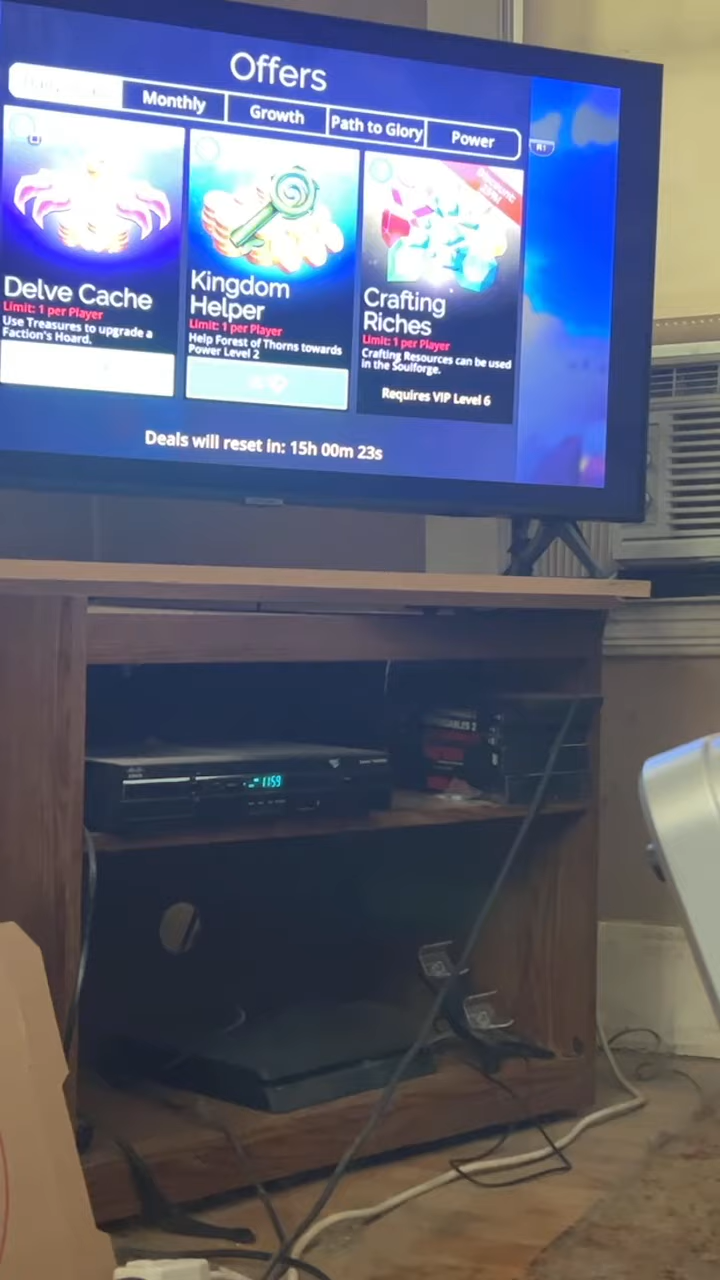 Offers
Monthly
Growth
Path to Glory
Power
R1
Delve Cache
Limit: 1 per Player
Use Treasures to upgrade a
Faction's Hoard.
Kingdom
Helper
Limit: 1 per Player
Help Forest of Thorns towards
Power Level 2
Crafting
Riches
Limit: 1 per Player
Crafting Resources can be used
in the Soulforge.
Requires VIP Level 6
Deals will reset in: 15h 00m 23s
1159